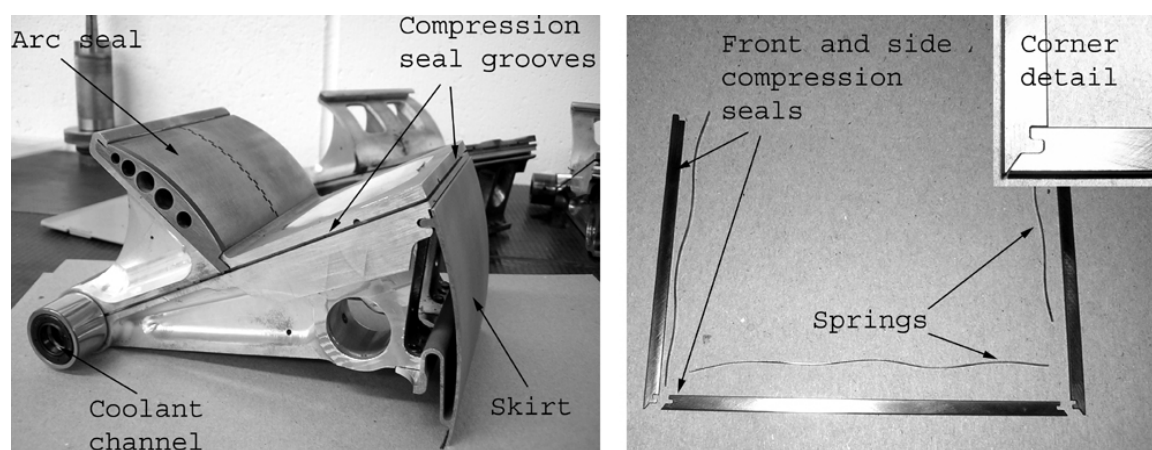 Arc seal
Compression
seal grooves
Coolant
channel
Skirt
Front and side
compression
seals
Corner
detail
Springs